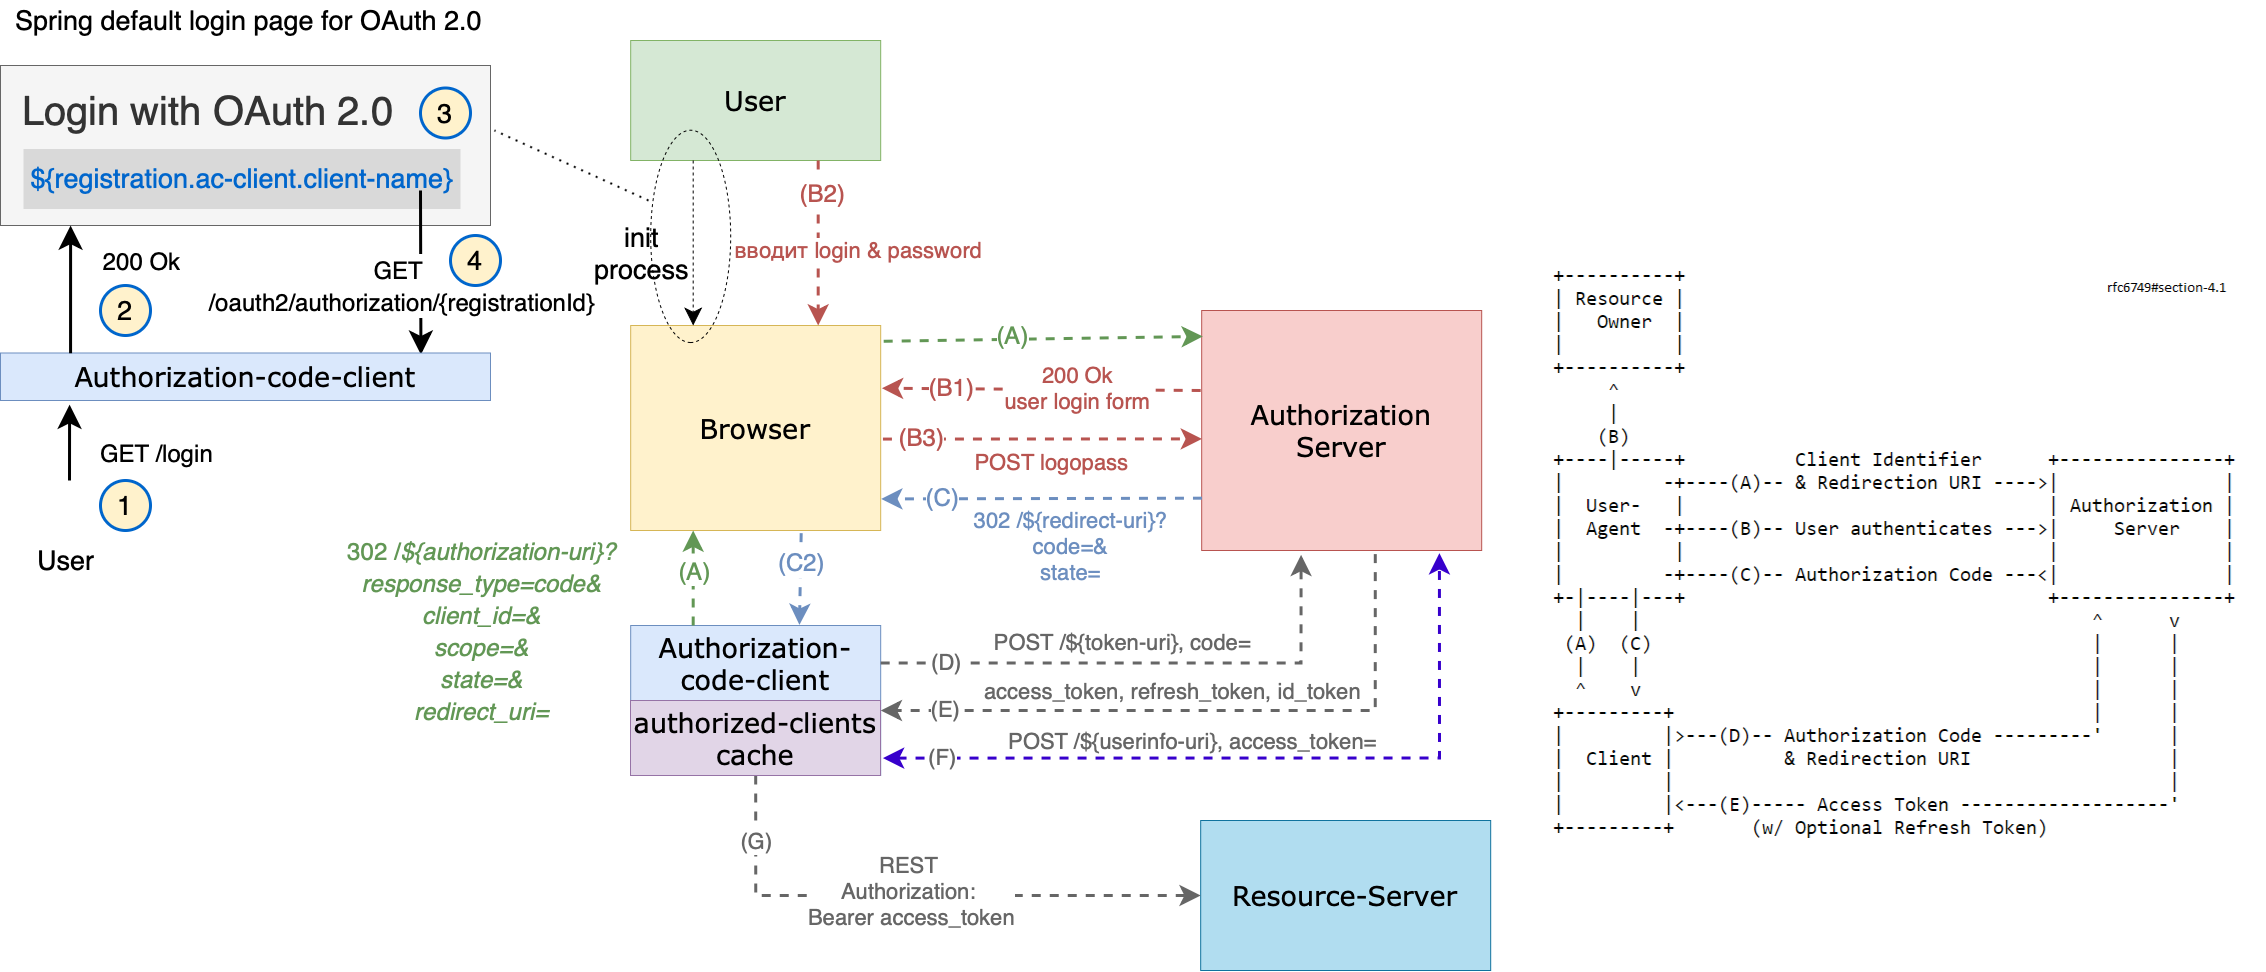 Spring default login page for OAuth 2.0
Login with OAuth 2.0
3
${registration.ac-client.client-name}
200 Ok
2
GET
4
/oauth2/authorization/{registrationId}
Authorization-code-client
GET /login
1
User
User
(B2)
init
process
вводит login & password
Browser
(A)
(B1)
200 Ok
user login form
(B3)
POST logopass
(C)
302 /${redirect-uri}?
code=&
state=
Authorization
Server
302 /${authorization-uri}?
response_type=code&
client_id=&
scope=&
state=&
redirect_uri=
(A)
(C2)
Authorization-
code-client
authorized-clients
cache
(D)
POST /${token-uri}, code=
access_token, refresh_token, id_token
(E)
POST /${userinfo-uri}, access_token=
(F)
(G)
REST
Authorization:
Bearer access_token
Resource-Server
rfc6749#section-4.1
+----------+
| Resource |
|   Owner  |
|          |
+----------+
     ^
     |
    (B)
+----|-----+          Client Identifier      +---------------+
|         -+----(A)-- & Redirection URI ---->|               |
|  User-   |                                 | Authorization |
|  Agent  -+----(B)-- User authenticates --->|     Server    |
|          |                                 |               |
|         -+----(C)-- Authorization Code ---<|               |
+-|----|---+                                 +---------------+
  |    |                                         ^      v
 (A)  (C)                                        |      |
  |    |                                         |      |
  ^    v                                         |      |
+---------+                                      |      |
|         |>---(D)-- Authorization Code ---------'      |
|  Client |          & Redirection URI                  |
|         |                                             |
|         |<---(E)----- Access Token -------------------'
+---------+       (w/ Optional Refresh Token)